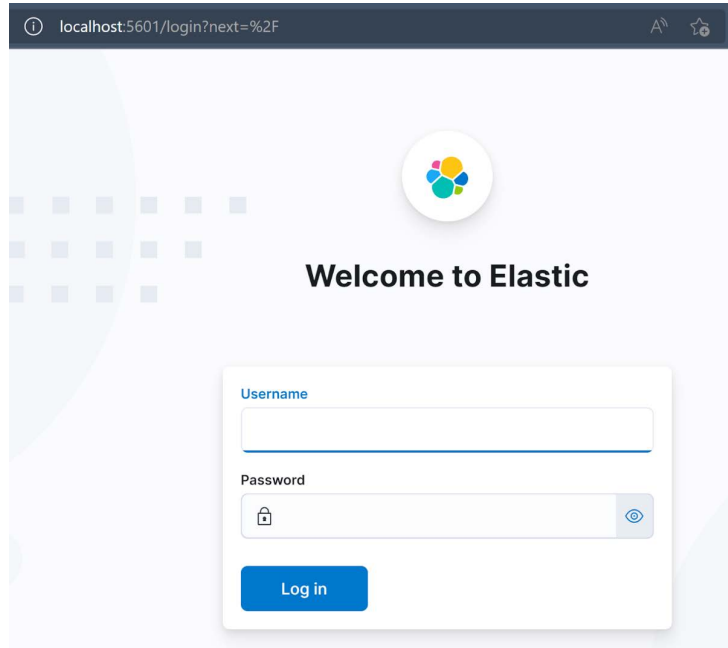 localhost:5601/login?next=%2F
Welcome to Elastic
Username
Password
Log in